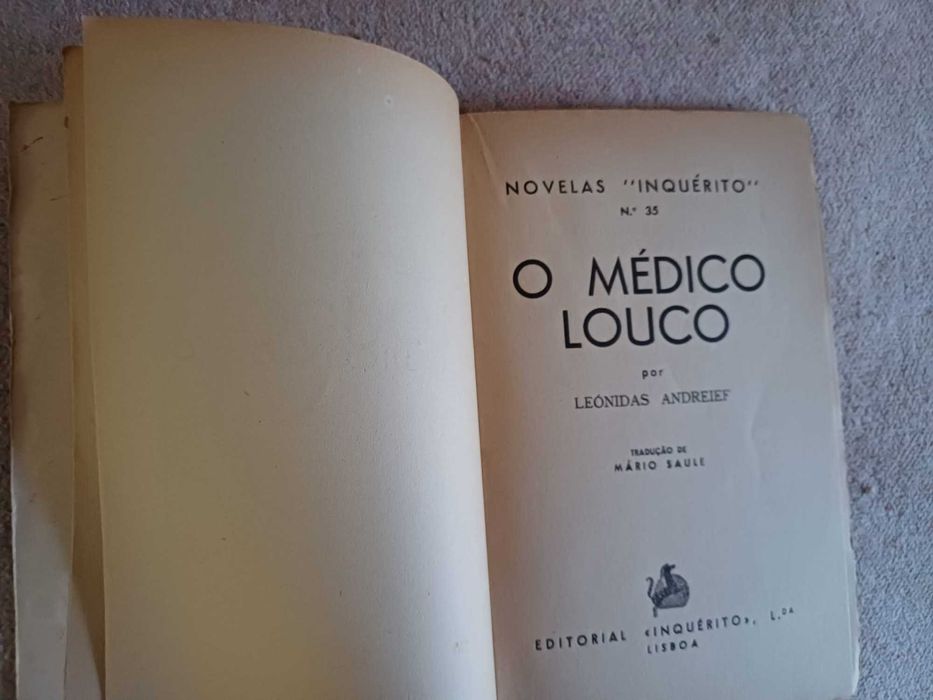 NOVELAS "INQUÉRITO"
N.º 35
O MÉDICO
LOUCO
por
LEÓNIDAS ANDREIEF
TRADUÇÃO DE
MÁRIO SAULE
EDITORIAL «INQUÉRITO», L.DA
LISBOA